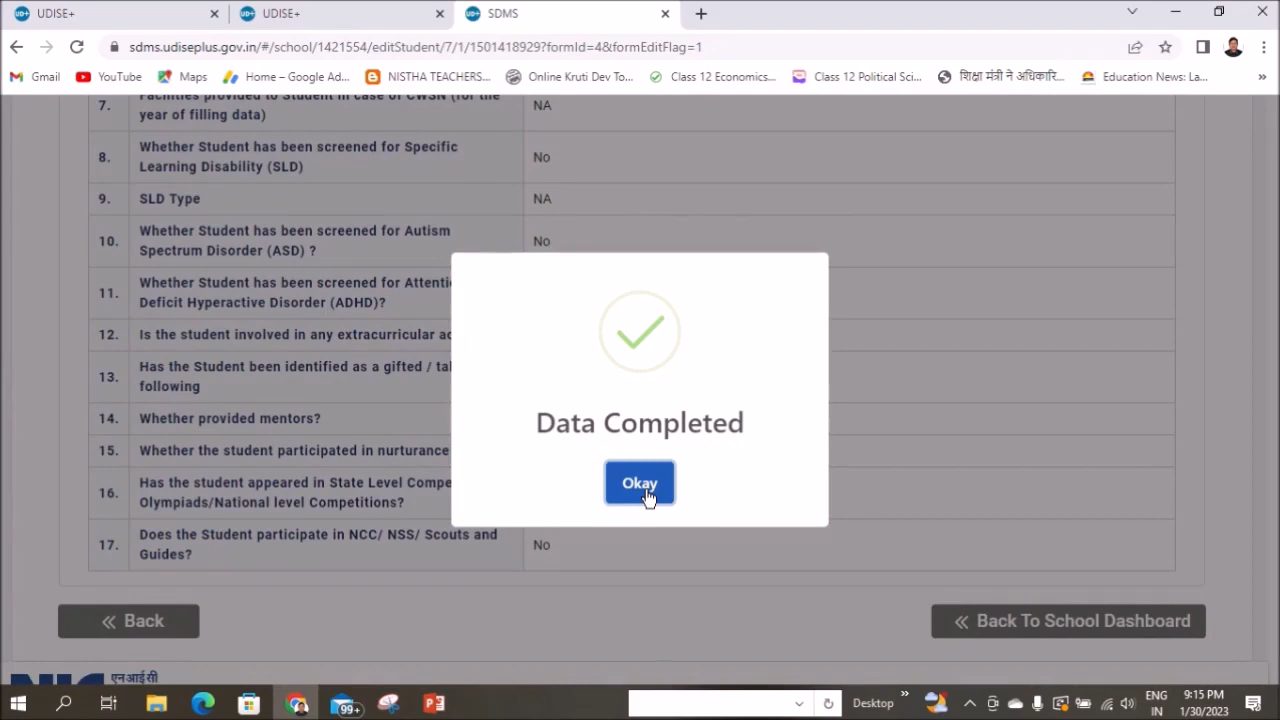 UDISE+
UDISE+
SDMS
sdms.udiseplus.gov.in/#/school/1421554/editStudent/7/1/1501418929?formId=4&formEditFlag=1
Gmail
YouTube
Maps
Home – Google Ad...
NISTHA TEACHERS...
Online Kruti Dev To...
Class 12 Economics...
Class 12 Political Sci...
शिक्षा मंत्री ने अधिकारि...
Education News: La...
»
7. Facilities provided to Student in case of CWSN (for the NA
year of filling data)
8. Whether Student has been screened for Specific No
Learning Disability (SLD)
9. SLD Type NA
10. Whether Student has been screened for Autism No
Spectrum Disorder (ASD) ?
11. Whether Student has been screened for Attenti
Deficit Hyperactive Disorder (ADHD)?
12. Is the student involved in any extracurricular ac
13. Has the Student been identified as a gifted / tal
following
14. Whether provided mentors?
15. Whether the student participated in nurturance
16. Has the student appeared in State Level Compe
Olympiads/National level Competitions?
17. Does the Student participate in NCC/ NSS/ Scouts and No
Guides?
Data Completed
Okay
« Back
« Back To School Dashboard
NIC एनआईसी
99+
Desktop
»
ENG
IN
9:15 PM
1/30/2023